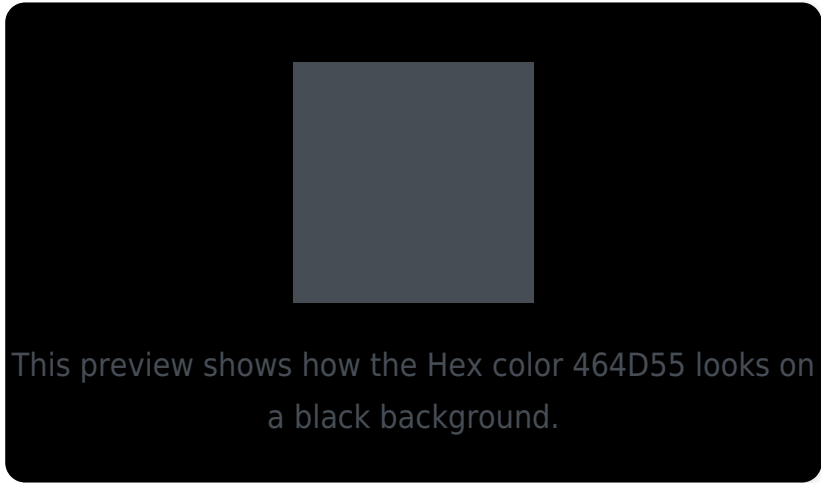 This preview shows how the Hex color 464D55 looks on
a black background.